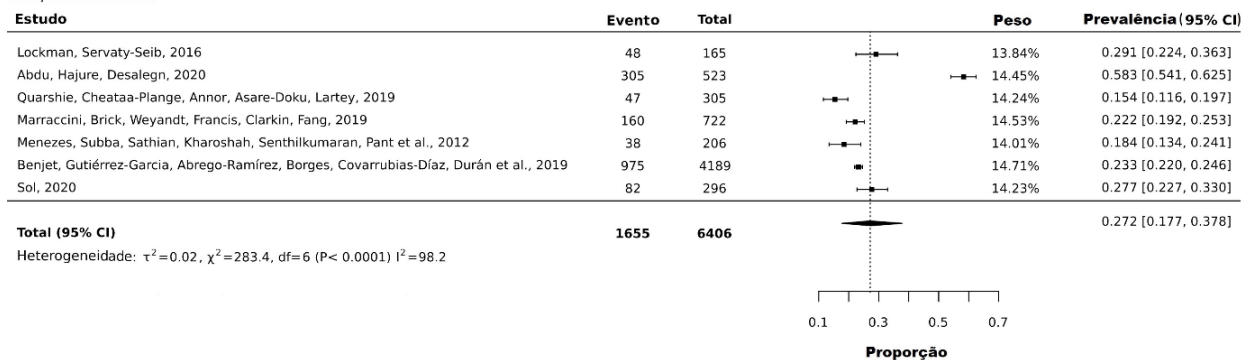 Estudo Evento Total Peso Prevalência (95% CI)
Lockman, Servaty-Seib, 2016 48 165 13.84% 0.291 [0.224, 0.363]
Abdu, Hajure, Desalegn, 2020 305 523 14.45% 0.583 [0.541, 0.625]
Quarshie, Cheataa-Plange, Annor, Asare-Doku, Lartey, 2019 47 305 14.24% 0.154 [0.116, 0.197]
Marraccini, Brick, Weyandt, Francis, Clarkin, Fang, 2019 160 722 14.53% 0.222 [0.192, 0.253]
Menezes, Subba, Sathian, Kharoshah, Senthilkumaran, Pant et al., 2012 38 206 14.01% 0.184 [0.134, 0.241]
Benjet, Gutiérrez-Garcia, Abrego-Ramírez, Borges, Covarrubias-Díaz, Durán et al., 2019 975 4189 14.71% 0.233 [0.220, 0.246]
Sol, 2020 82 296 14.23% 0.277 [0.227, 0.330]
Total (95% CI) 1655 6406 0.272 [0.177, 0.378]
Heterogeneidade: τ²=0.02, χ²=283.4, df=6 (P< 0.0001) I²=98.2
0.1 0.3 0.5 0.7
Proporção